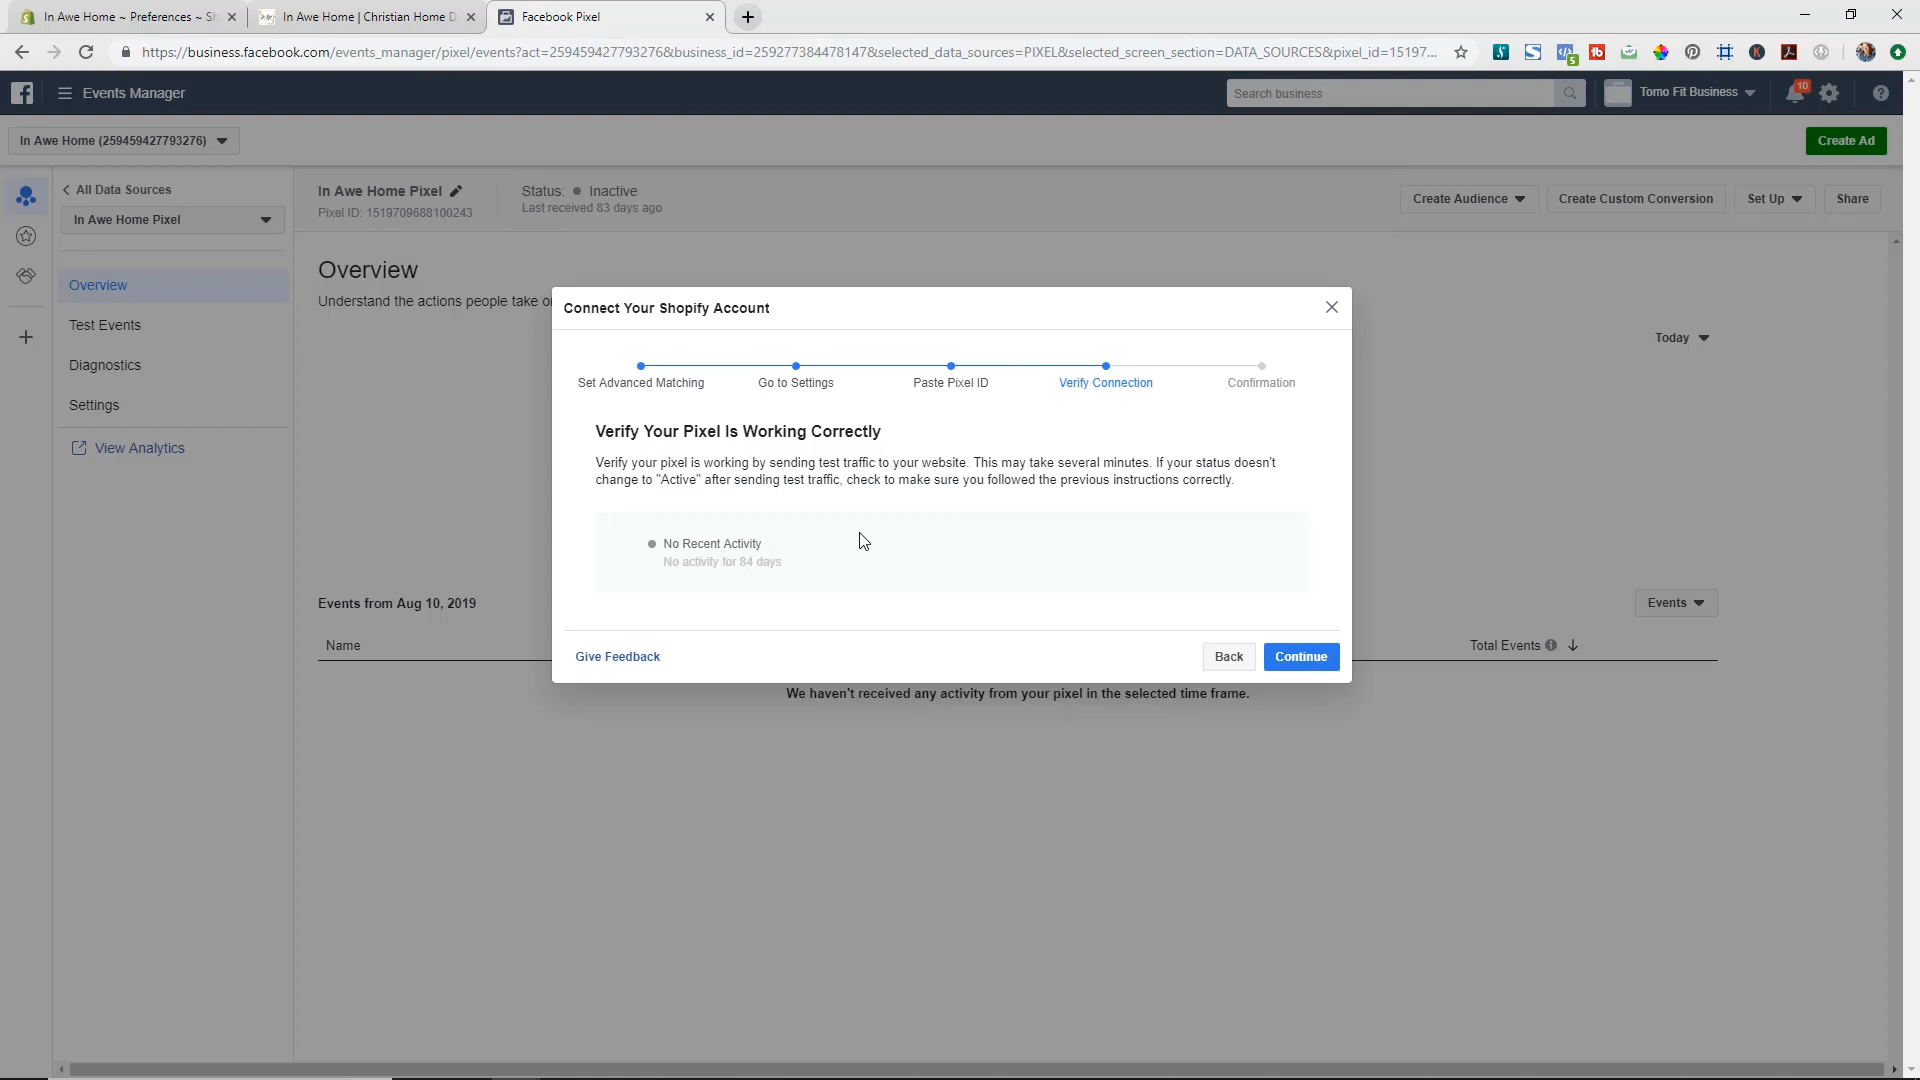 In Awe Home ~ Preferences ~ Sh
In Awe Home | Christian Home D
Facebook Pixel
https://business.facebook.com/events_manager/pixel/events?act=259459427793276&business_id=259277384478147&selected_data_sources=PIXEL&selected_screen_section=DATA_SOURCES&pixel_id=15197...
Events Manager
Search business
Tomo Fit Business
10
In Awe Home (259459427793276)
Create Ad
All Data Sources
In Awe Home Pixel
Overview
Test Events
Diagnostics
Settings
View Analytics
In Awe Home Pixel
Pixel ID: 1519709688100243
Status: Inactive
Last received 83 days ago
Create Audience
Create Custom Conversion
Set Up
Share
Overview
Understand the actions people take o
Today
Connect Your Shopify Account
Set Advanced Matching
Go to Settings
Paste Pixel ID
Verify Connection
Confirmation
Verify Your Pixel Is Working Correctly
Verify your pixel is working by sending test traffic to your website. This may take several minutes. If your status doesn't
change to "Active" after sending test traffic, check to make sure you followed the previous instructions correctly.
No Recent Activity
No activity for 84 days
Give Feedback
Back
Continue
Events from Aug 10, 2019
Events
Name
Total Events
We haven't received any activity from your pixel in the selected time frame.